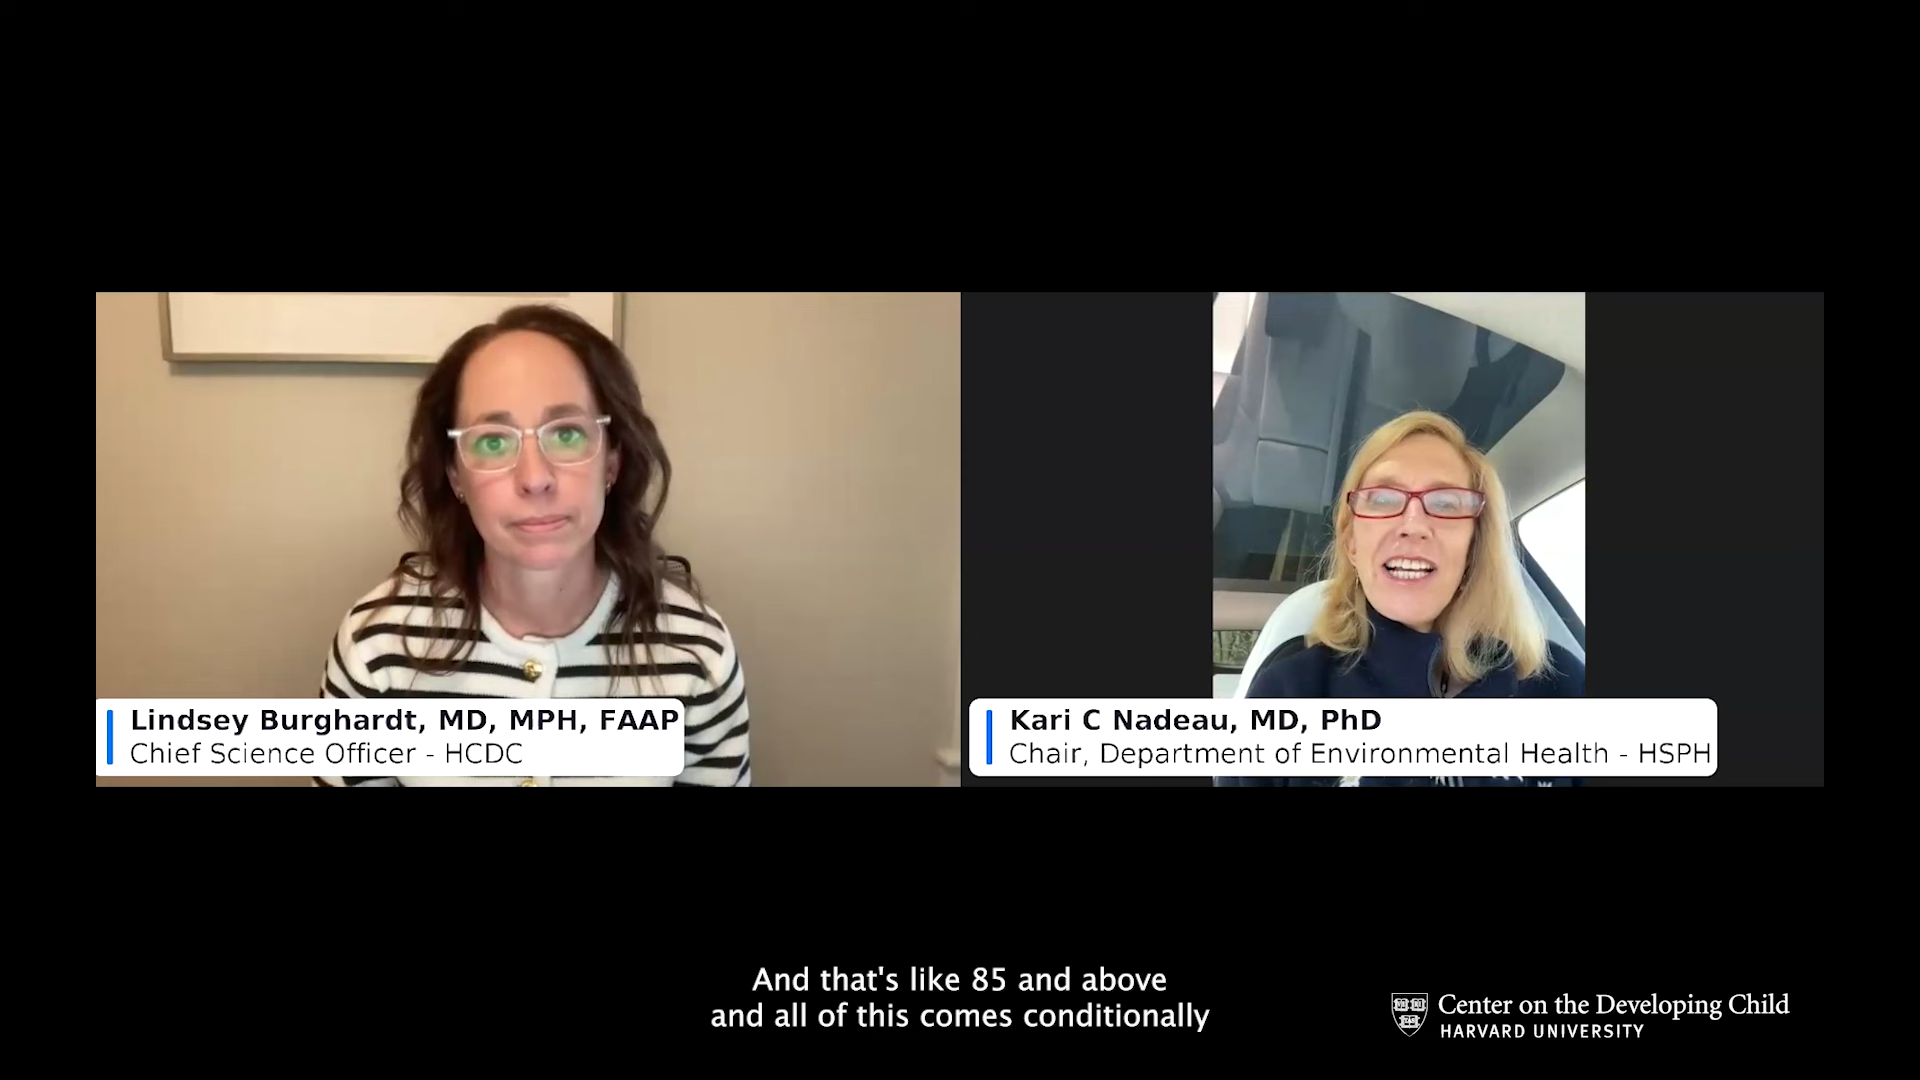 Lindsey Burghardt, MD, MPH, FAAP
Chief Science Officer - HCDC
Kari C Nadeau, MD, PhD
Chair, Department of Environmental Health - HSPH
And that's like 85 and above
and all of this comes conditionally
Center on the Developing Child
HARVARD UNIVERSITY